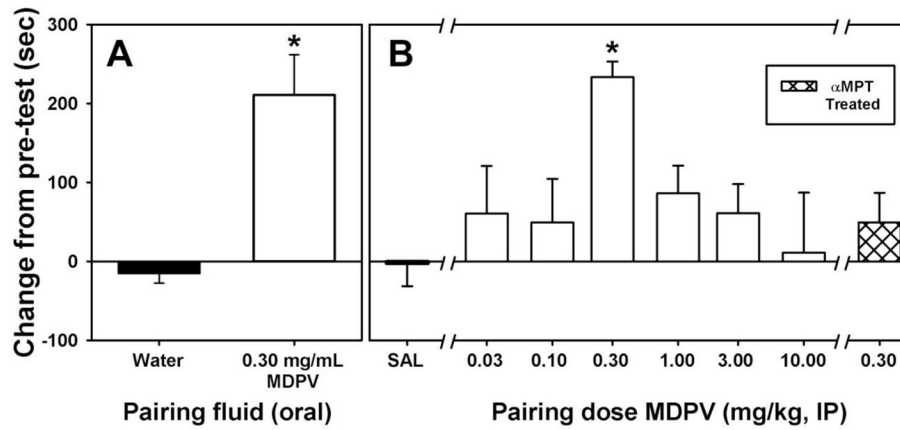 Change from pre-test (sec)
300
200
100
0
-100
A
*
Water
0.30 mg/mL
MDPV
Pairing fluid (oral)
B
*
αMPT
Treated
SAL
0.03
0.10
0.30
1.00
3.00
10.00
0.30
Pairing dose MDPV (mg/kg, IP)